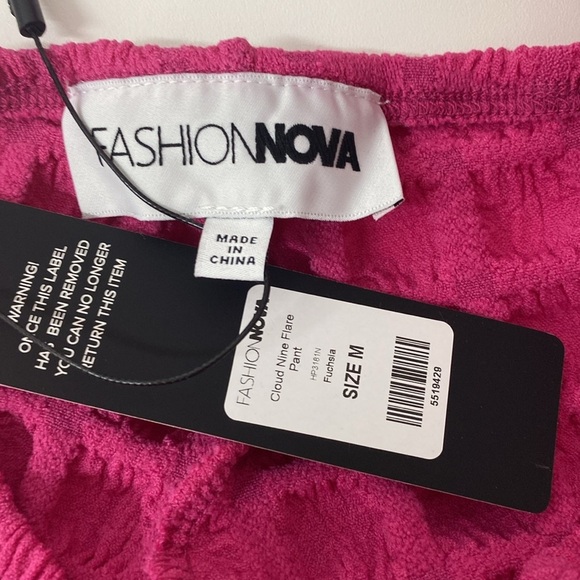 FASHIONNOVA
MADE
IN
CHINA
WARNING!
ONCE THIS LABEL
HAS BEEN REMOVED
YOU CAN NO LONGER
RETURN THIS ITEM
FASHIONNOVA
Cloud Nine Flare
Pant
HP3161N
Fuchsia
SIZE M
5519429